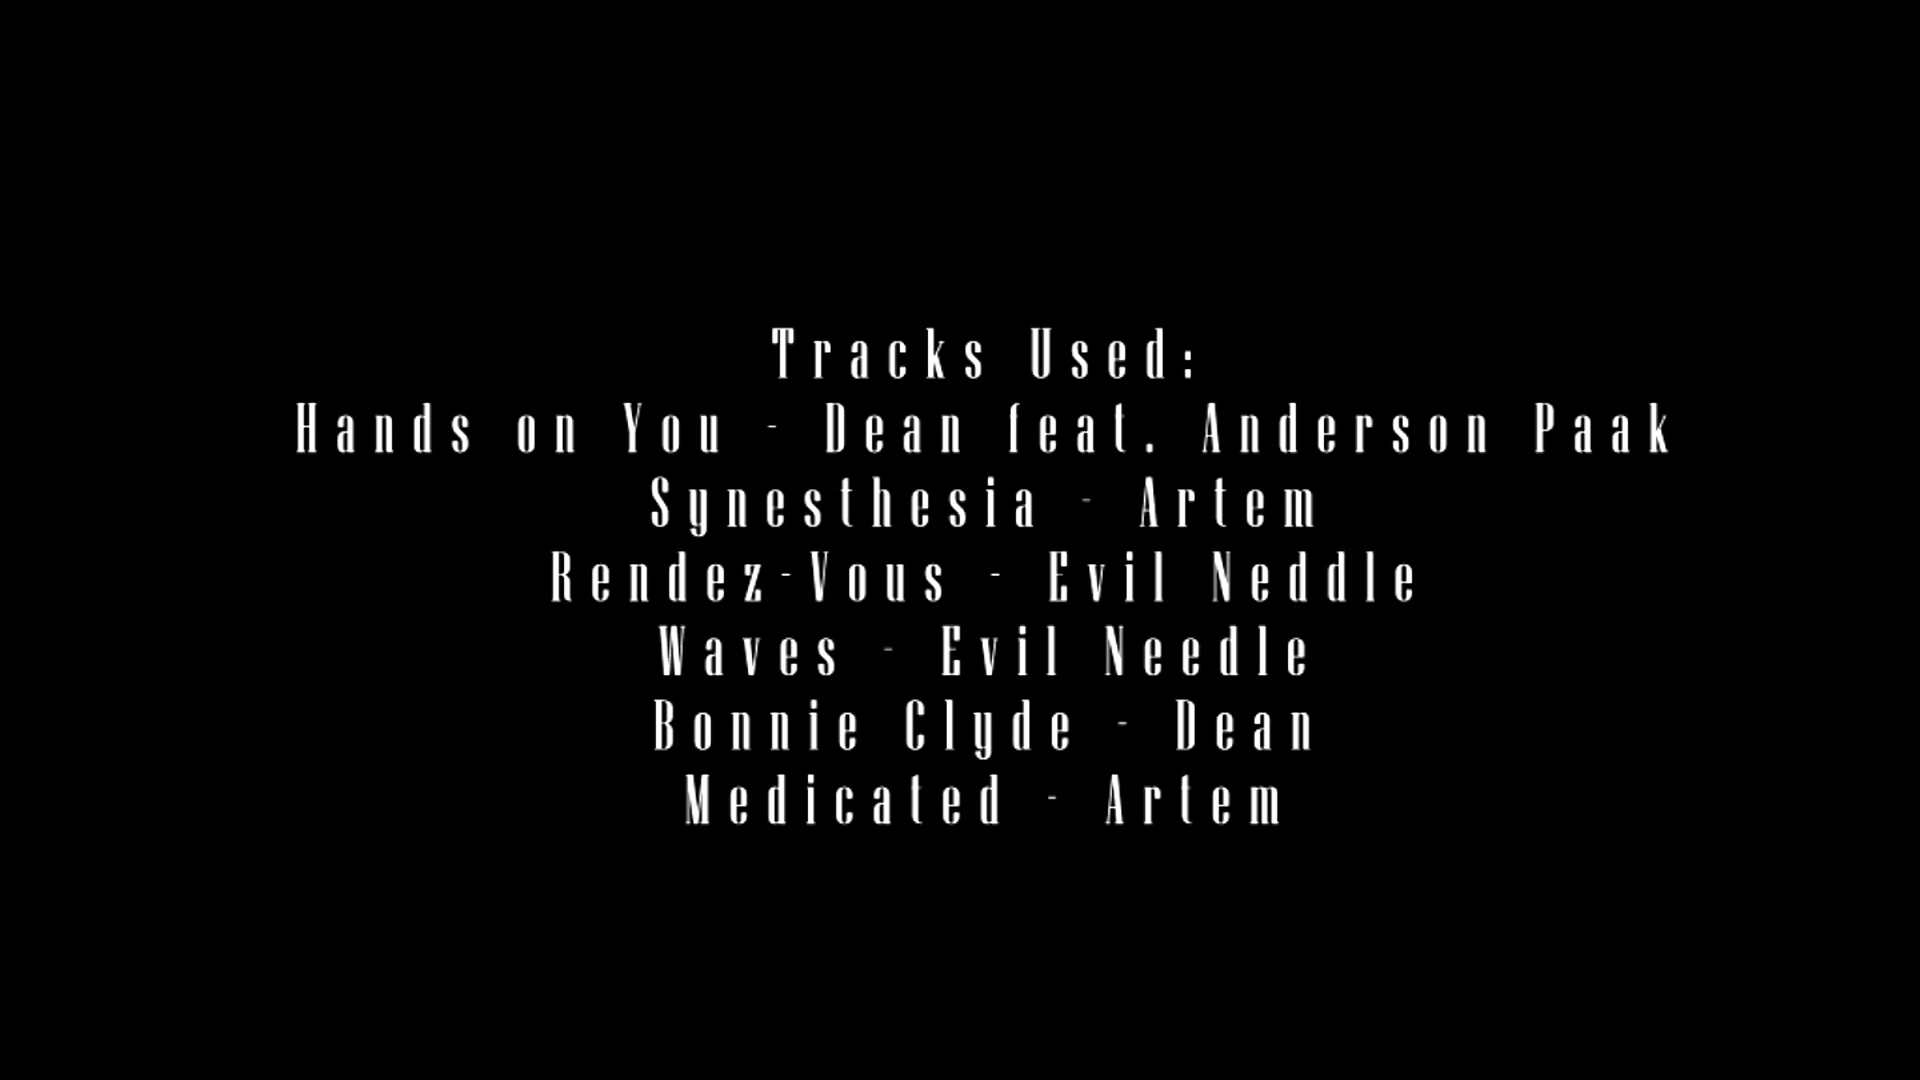 Tracks Used:
Hands on You - Dean feat. Anderson Paak
Synesthesia - Artem
Rendez-Vous - Evil Neddle
Waves - Evil Needle
Bonnie Clyde - Dean
Medicated - Artem